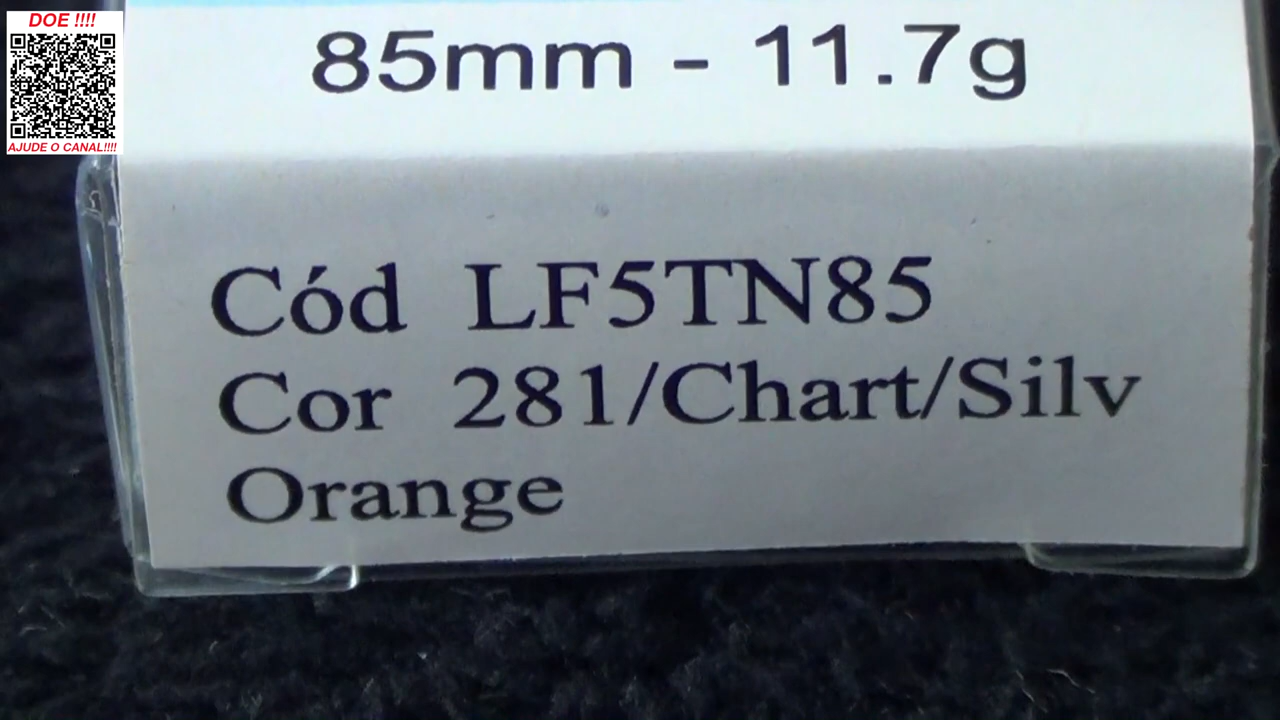 DOE !!!!
AJUDE O CANAL!!!!
85mm - 11.7g
Cód LF5TN85
Cor 281/Chart/Silv
Orange